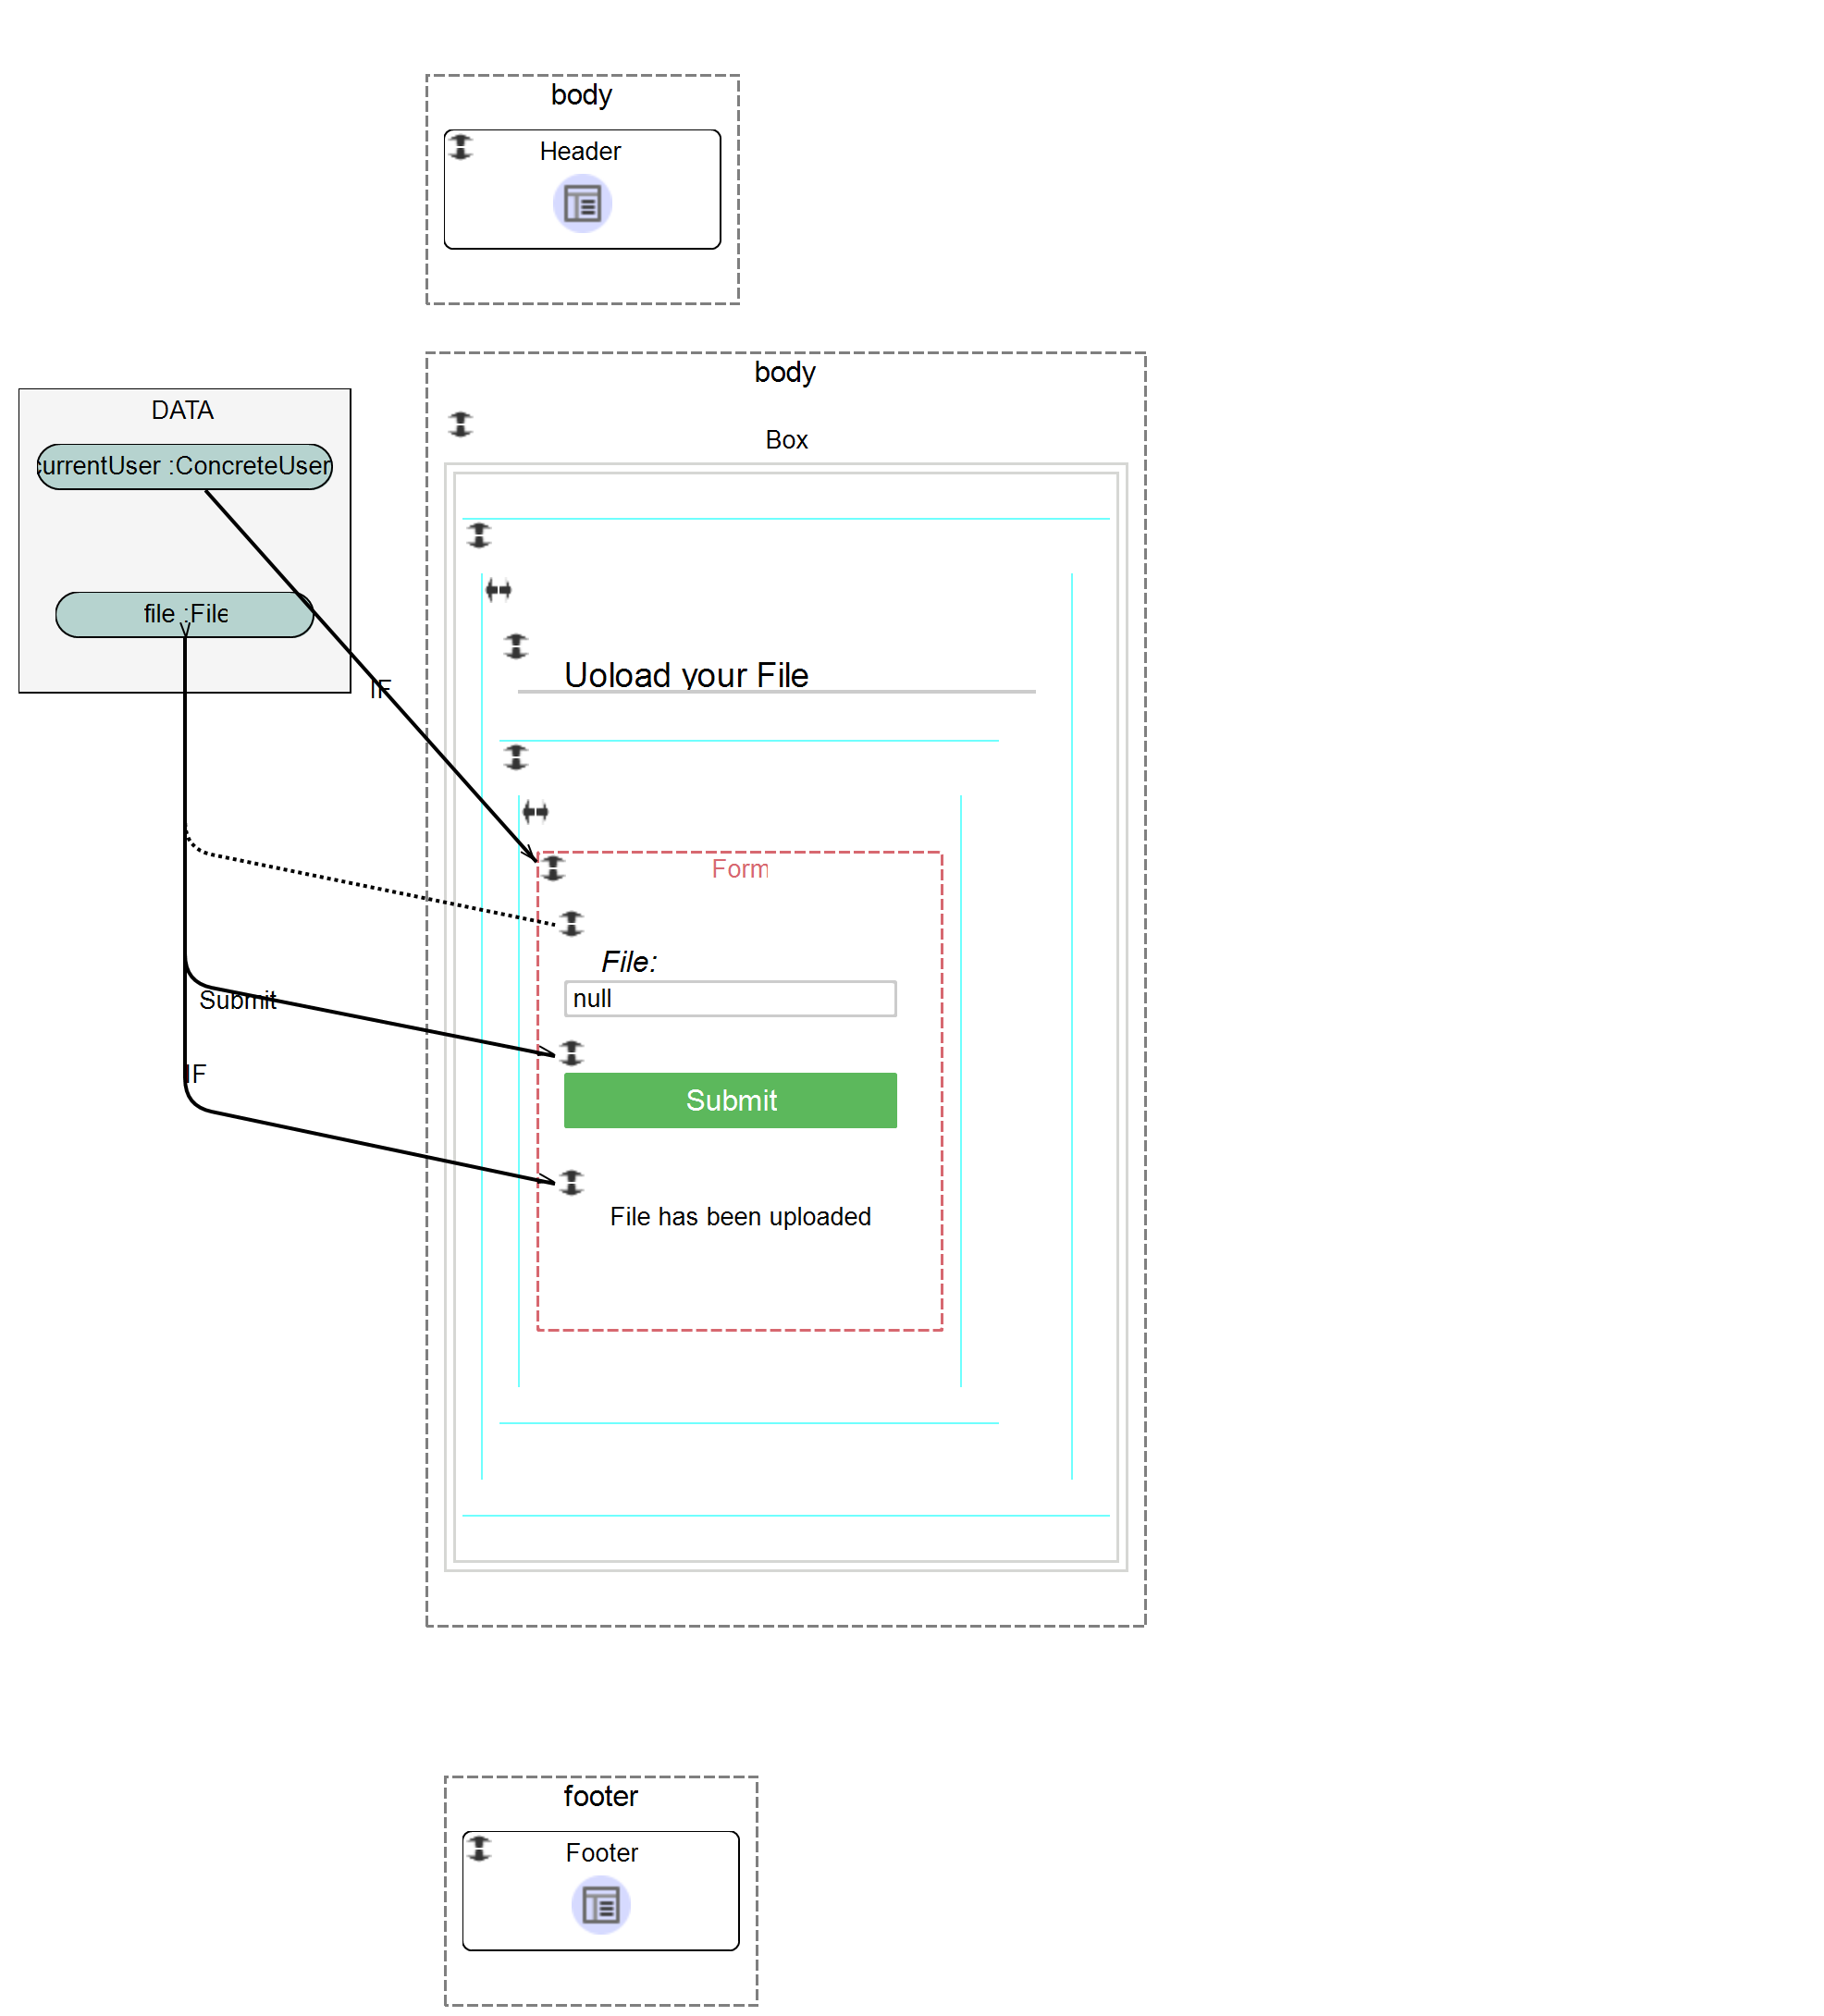 body
Header
body
DATA
Box
currentUser :ConcreteUser
file :File
Uoload your File
IF
Form
File:
null
Submit
IF
Submit
File has been uploaded
footer
Footer